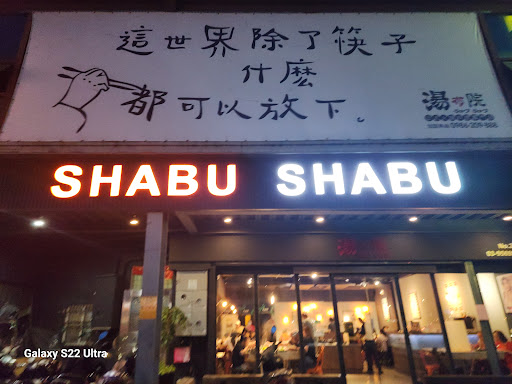 這世界除了筷子
什麼
都可以放下。
湯 院
SHABU SHABU
Galaxy S22 Ultra